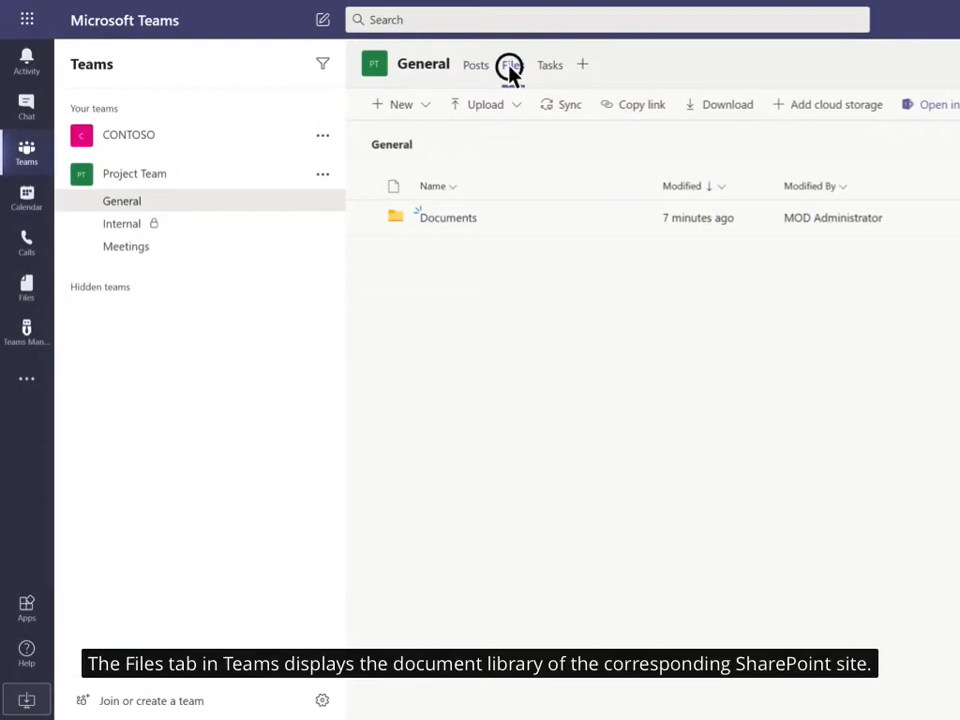 Microsoft Teams
Search
Activity
Chat
Teams
Calendar
Calls
Files
Teams Man...
Apps
Help
Teams
Your teams
C
CONTOSO
PT
Project Team
General
Internal
Meetings
Hidden teams
Join or create a team
PT
General
Posts
Files
Tasks
New
Upload
Sync
Copy link
Download
Add cloud storage
Open in
General
Name
Modified
Modified By
Documents
7 minutes ago
MOD Administrator
The Files tab in Teams displays the document library of the corresponding SharePoint site.